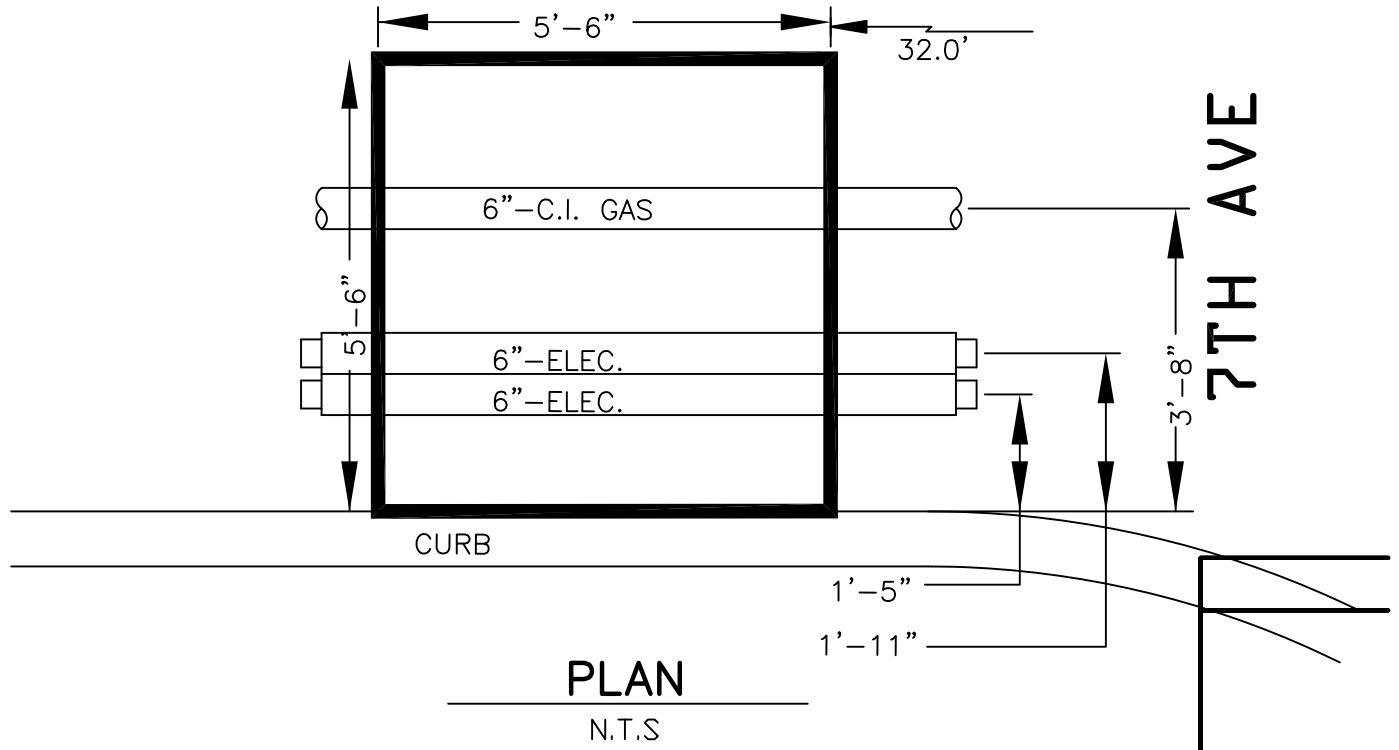 5'-6"
32.0'
7TH AVE
6"-C.I. GAS
5'-6"
6"-ELEC.
3'-8"
6"-ELEC.
CURB
1'-5"
1'-11"
PLAN
N.T.S